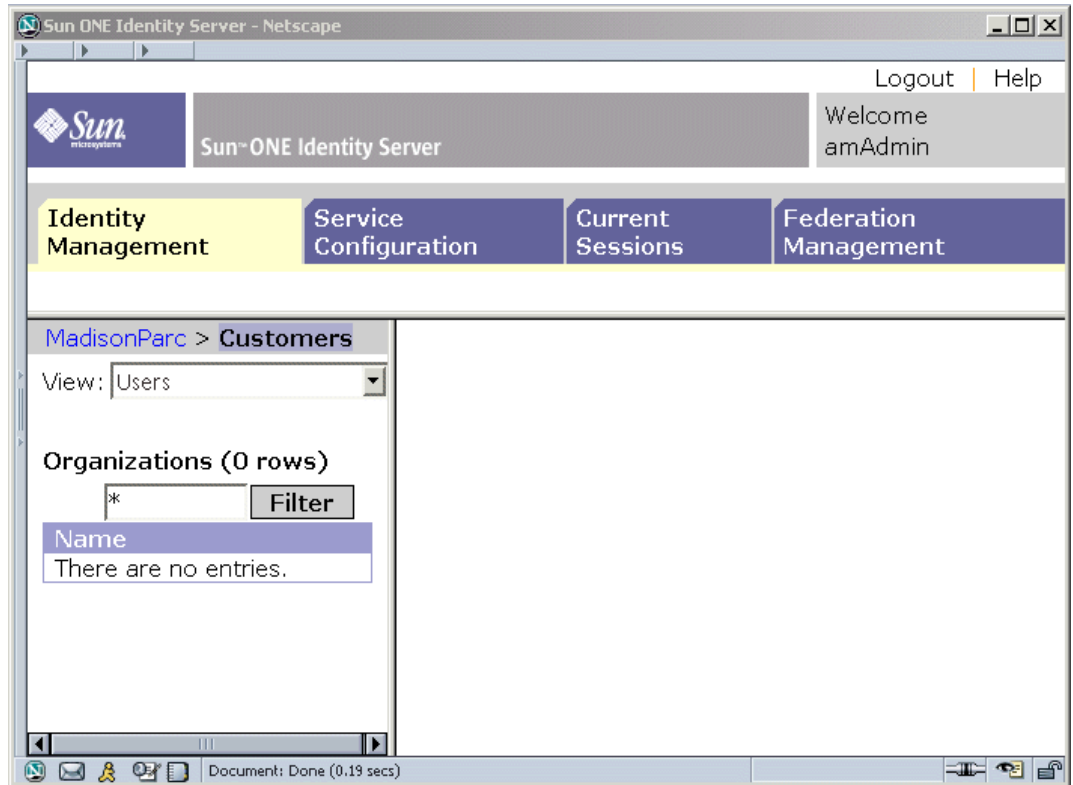 Sun ONE Identity Server - Netscape
Logout | Help
Sun
microsystems
Sun™ ONE Identity Server
Welcome
amAdmin
Identity
Management
Service
Configuration
Current
Sessions
Federation
Management
MadisonParc > Customers
View: Users
Organizations (0 rows)
* Filter
Name
There are no entries.
Document: Done (0.19 secs)